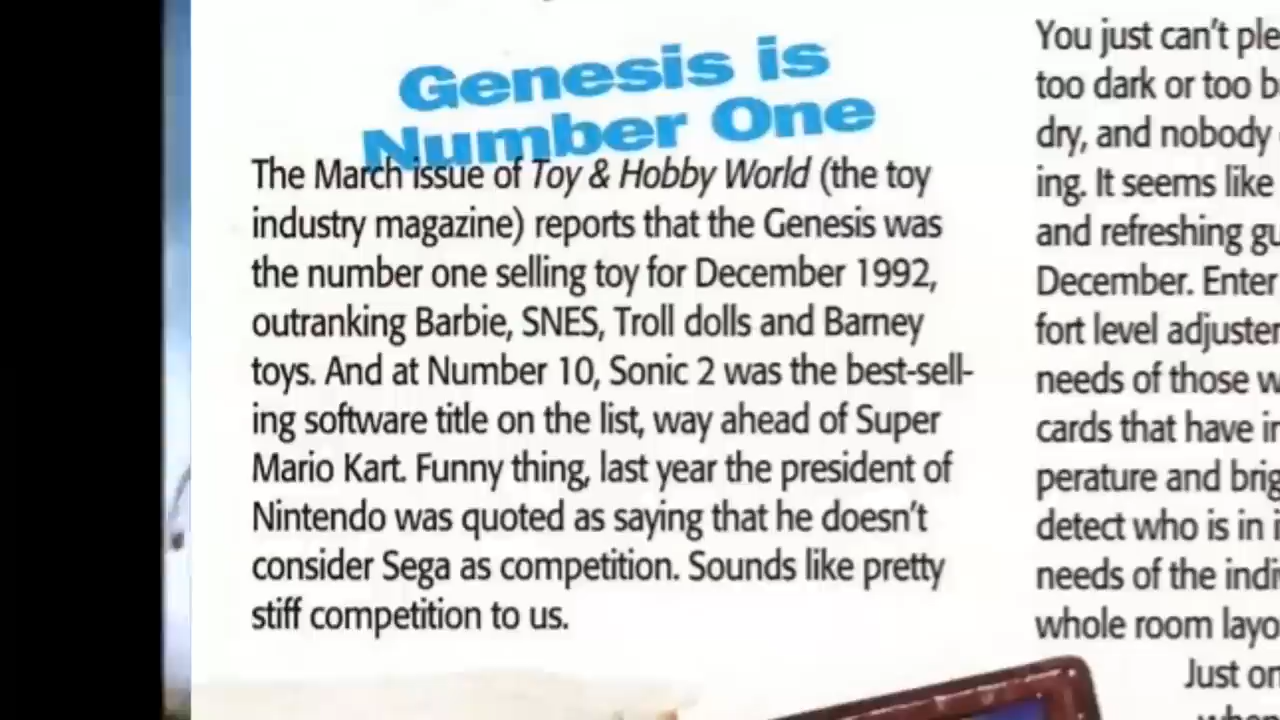 Genesis is
Number One
The March issue of Toy & Hobby World (the toy
industry magazine) reports that the Genesis was
the number one selling toy for December 1992,
outranking Barbie, SNES, Troll dolls and Barney
toys. And at Number 10, Sonic 2 was the best-sell-
ing software title on the list, way ahead of Super
Mario Kart. Funny thing, last year the president of
Nintendo was quoted as saying that he doesn't
consider Sega as competition. Sounds like pretty
stiff competition to us.
You just can't
too dark or too
dry, and nobody
ing. It seems like
and refreshing
December. Enter
fort level
needs of those
cards that have
perature and
detect who is in
needs of the
whole room
Just